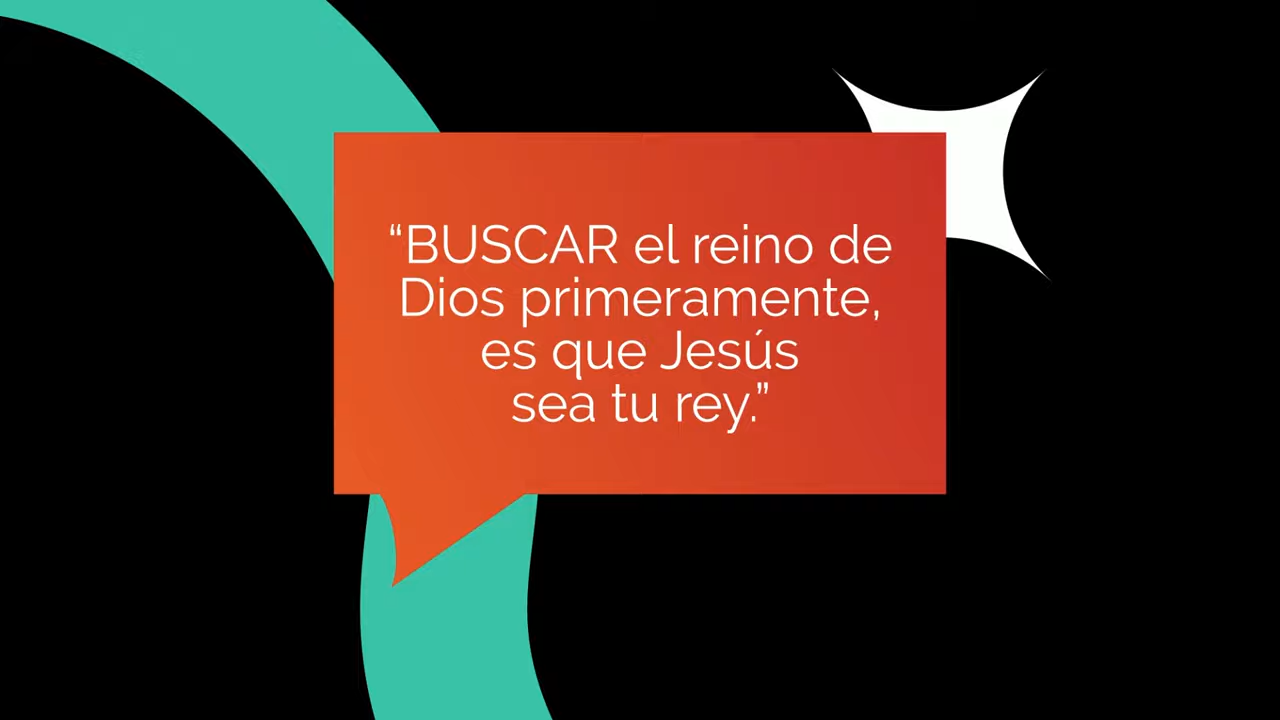 “BUSCAR el reino de
Dios primeramente,
es que Jesús
sea tu rey.”